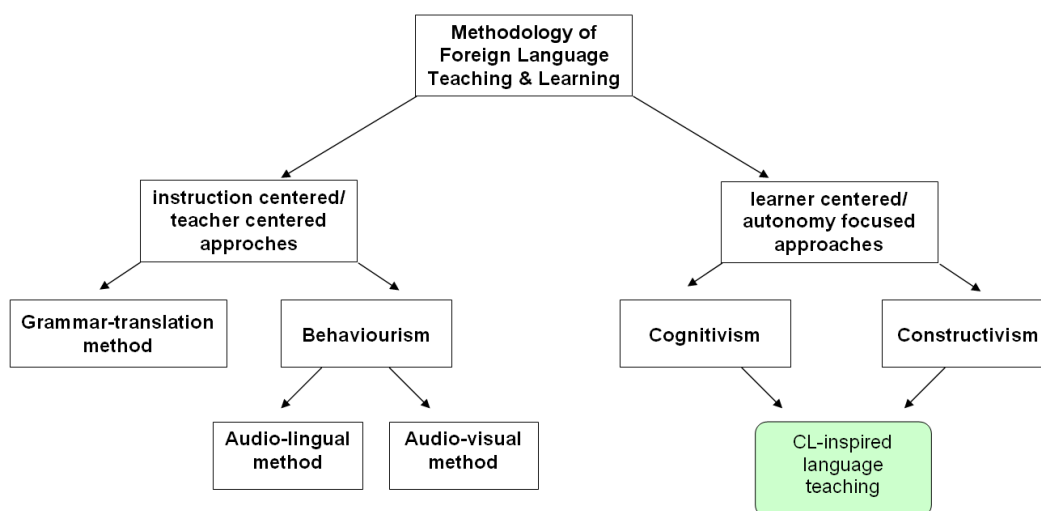 Methodology of
Foreign Language
Teaching & Learning
instruction centered/
teacher centered
approches
learner centered/
autonomy focused
approaches
Grammar-translation
method
Behaviourism
Cognitivism
Constructivism
Audio-lingual
method
Audio-visual
method
CL-inspired
language
teaching